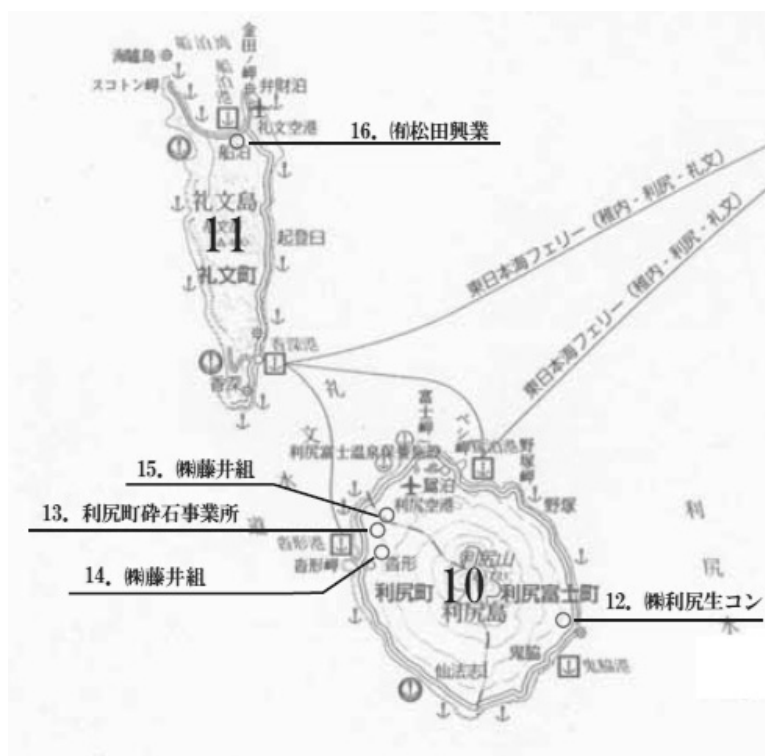 金田ノ岬
船泊湾
海驢島
スコトン岬
船泊港
弁財泊
礼文空港
16. ㈲松田興業
船泊
礼文島
11
礼文町
起登臼
東日本海フェリー（稚内-利尻-礼文）
東日本海フェリー（稚内-利尻-礼文）
香深港
香深
礼文水道
富士岬
ペシ岬
鴛泊港
野塚岬
利尻富士温泉保養施設
15. ㈱藤井組
鴛泊
利尻空港
野塚
13. 利尻町砕石事業所
沓形港
沓形岬
沓形
利尻山
14. ㈱藤井組
利尻町
10
利尻富士町
利尻島
12. ㈱利尻生コン
利尻水
鬼脇
仙法志
鬼脇港